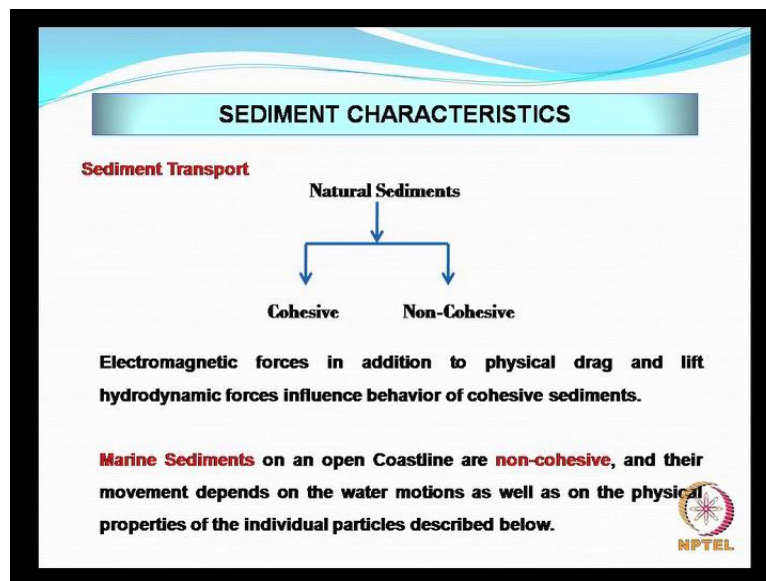 SEDIMENT CHARACTERISTICS
Sediment Transport
Natural Sediments
Cohesive Non-Cohesive
Electromagnetic forces in addition to physical drag and lift
hydrodynamic forces influence behavior of cohesive sediments.
Marine Sediments on an open Coastline are non-cohesive, and their
movement depends on the water motions as well as on the physical
properties of the individual particles described below.
NPTEL